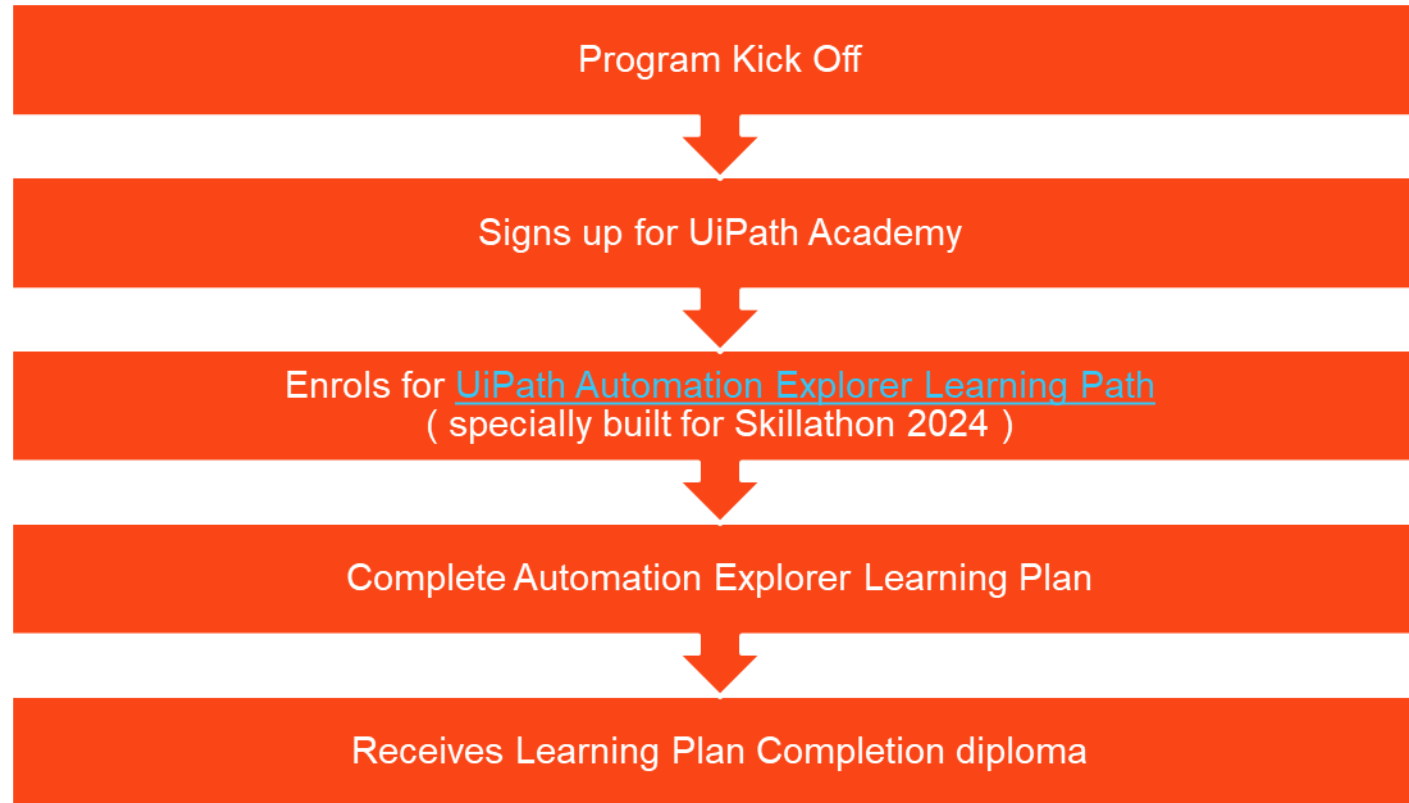 Program Kick Off
Signs up for UiPath Academy
Enrols for UiPath Automation Explorer Learning Path
( specially built for Skillathon 2024 )
Complete Automation Explorer Learning Plan
Receives Learning Plan Completion diploma